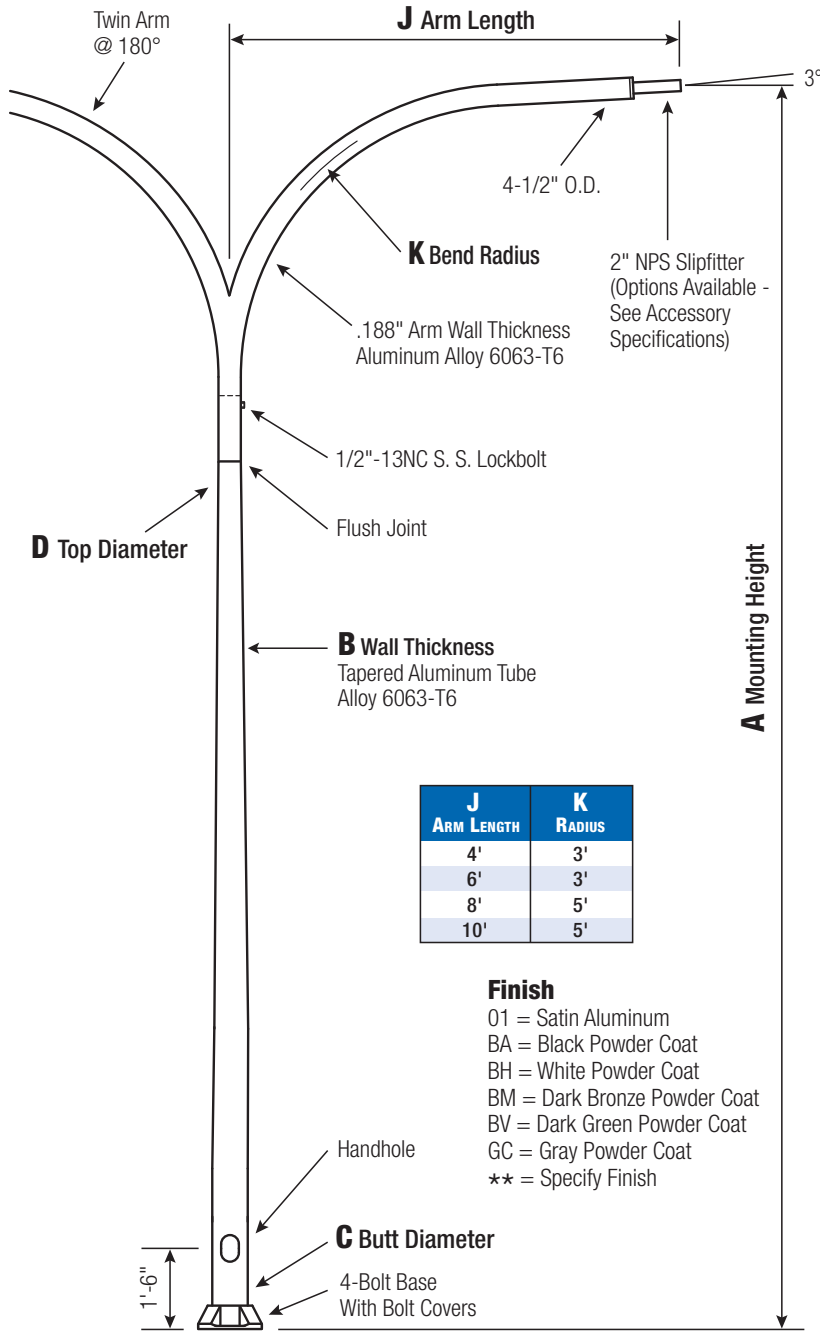 Twin Arm
@ 180°
J Arm Length
3°
4-1/2" O.D.
K Bend Radius
2" NPS Slipfitter
(Options Available -
See Accessory
Specifications)
.188" Arm Wall Thickness
Aluminum Alloy 6063-T6
1/2"-13NC S. S. Lockbolt
Flush Joint
D Top Diameter
A Mounting Height
B Wall Thickness
Tapered Aluminum Tube
Alloy 6063-T6
J K
ARM LENGTH RADIUS
4' 3'
6' 3'
8' 5'
10' 5'
Finish
01 = Satin Aluminum
BA = Black Powder Coat
BH = White Powder Coat
BM = Dark Bronze Powder Coat
BV = Dark Green Powder Coat
GC = Gray Powder Coat
** = Specify Finish
Handhole
C Butt Diameter
1'-6"
4-Bolt Base
With Bolt Covers